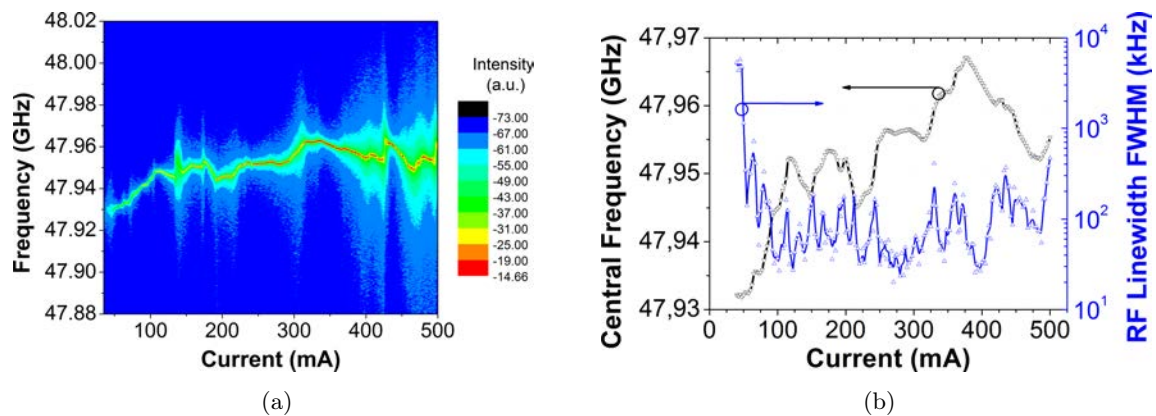 48.02
48.00
47.98
47.96
47.94
47.92
47.90
47.88
Frequency (GHz)
100 200 300 400 500
Current (mA)
Intensity
(a.u.)
-73.00
-67.00
-61.00
-55.00
-49.00
-43.00
-37.00
-31.00
-25.00
-19.00
-14.66
(a)
47,97
47,96
47,95
47,94
47,93
Central Frequency (GHz)
0 100 200 300 400 500
Current (mA)
10^4
10^3
10^2
10^1
RF Linewidth FWHM (kHz)
(b)